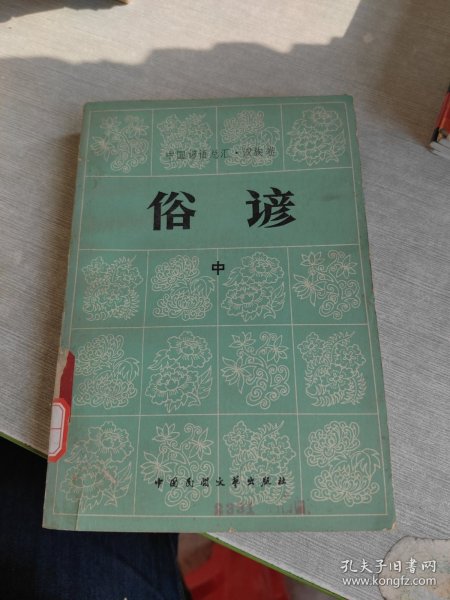 中国谚语总汇·汉族卷
俗谚
中
中国民间文艺出版社
孔夫子旧书网
www.kongfz.com